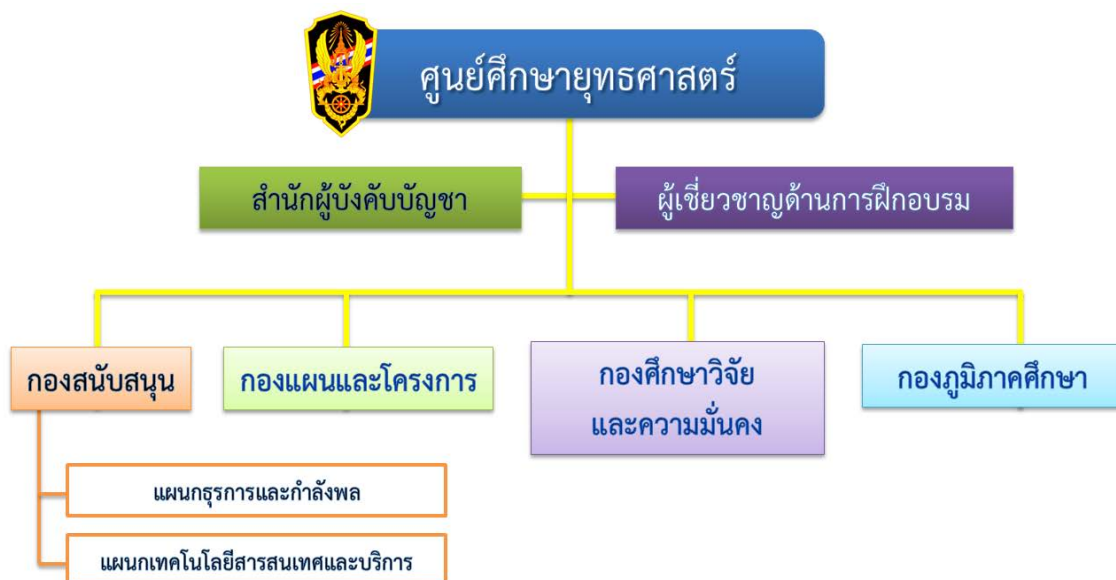 ศูนย์ศึกษายุทธศาสตร์
สำนักผู้บังคับบัญชา
ผู้เชี่ยวชาญด้านการฝึกอบรม
กองสนับสนุน
กองแผนและโครงการ
กองศึกษาวิจัย
และความมั่นคง
กองภูมิภาคศึกษา
แผนกธุรการและกำลังพล
แผนกเทคโนโลยีสารสนเทศและบริการ